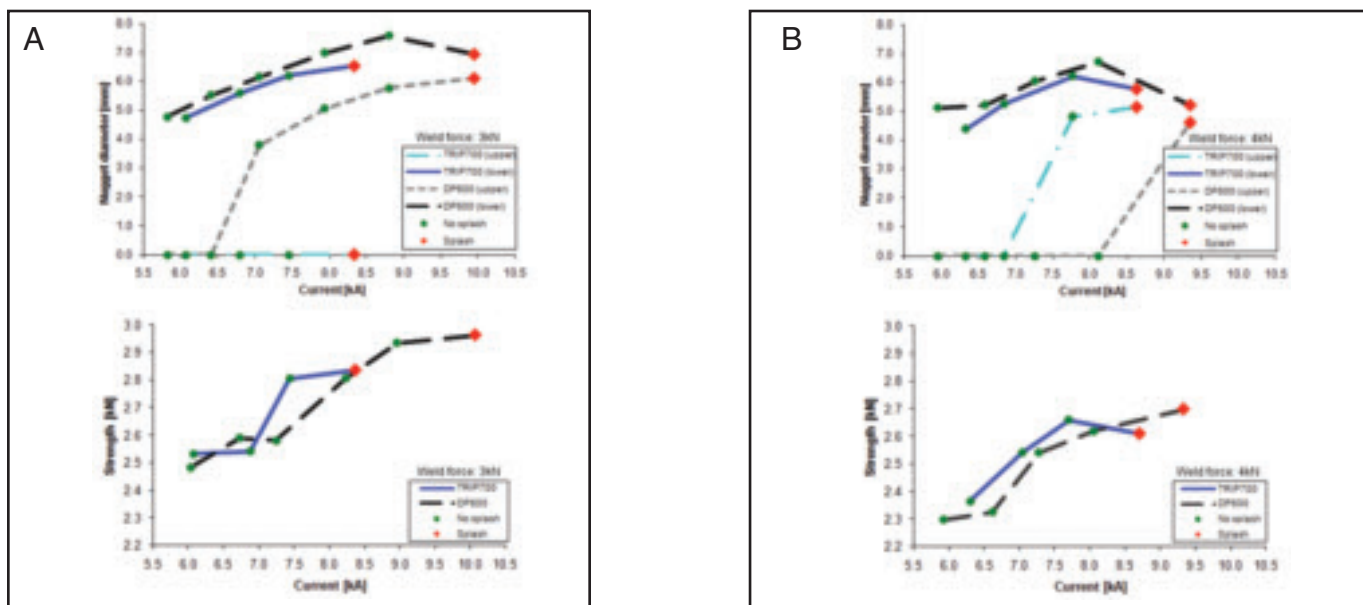 A
8.0
7.0
6.0
5.0
4.0
3.0
2.0
1.0
0.0
Nugget diameter [mm]
Weld force: 3kN
TRIP700 (upper)
TRIP700 (lower)
DP600 (upper)
DP600 (lower)
No splash
Splash
5.5 6.0 6.5 7.0 7.5 8.0 8.5 9.0 9.5 10.0 10.5
Current [kA]
3.0
2.9
2.8
2.7
2.6
2.5
2.4
2.3
2.2
Strength [kN]
Weld force: 3kN
TRIP700
DP600
No splash
Splash
5.5 6.0 6.5 7.0 7.5 8.0 8.5 9.0 9.5 10.0 10.5
Current [kA]
B
8.0
7.0
6.0
5.0
4.0
3.0
2.0
1.0
0.0
Nugget diameter [mm]
Weld force: 4kN
TRIP700 (upper)
TRIP700 (lower)
DP600 (upper)
DP600 (lower)
No splash
Splash
5.5 6.0 6.5 7.0 7.5 8.0 8.5 9.0 9.5 10.0 10.5
Current [kA]
3.0
2.9
2.8
2.7
2.6
2.5
2.4
2.3
2.2
Strength [kN]
Weld force: 4kN
TRIP700
DP600
No splash
Splash
5.5 6.0 6.5 7.0 7.5 8.0 8.5 9.0 9.5 10.0 10.5
Current [kA]